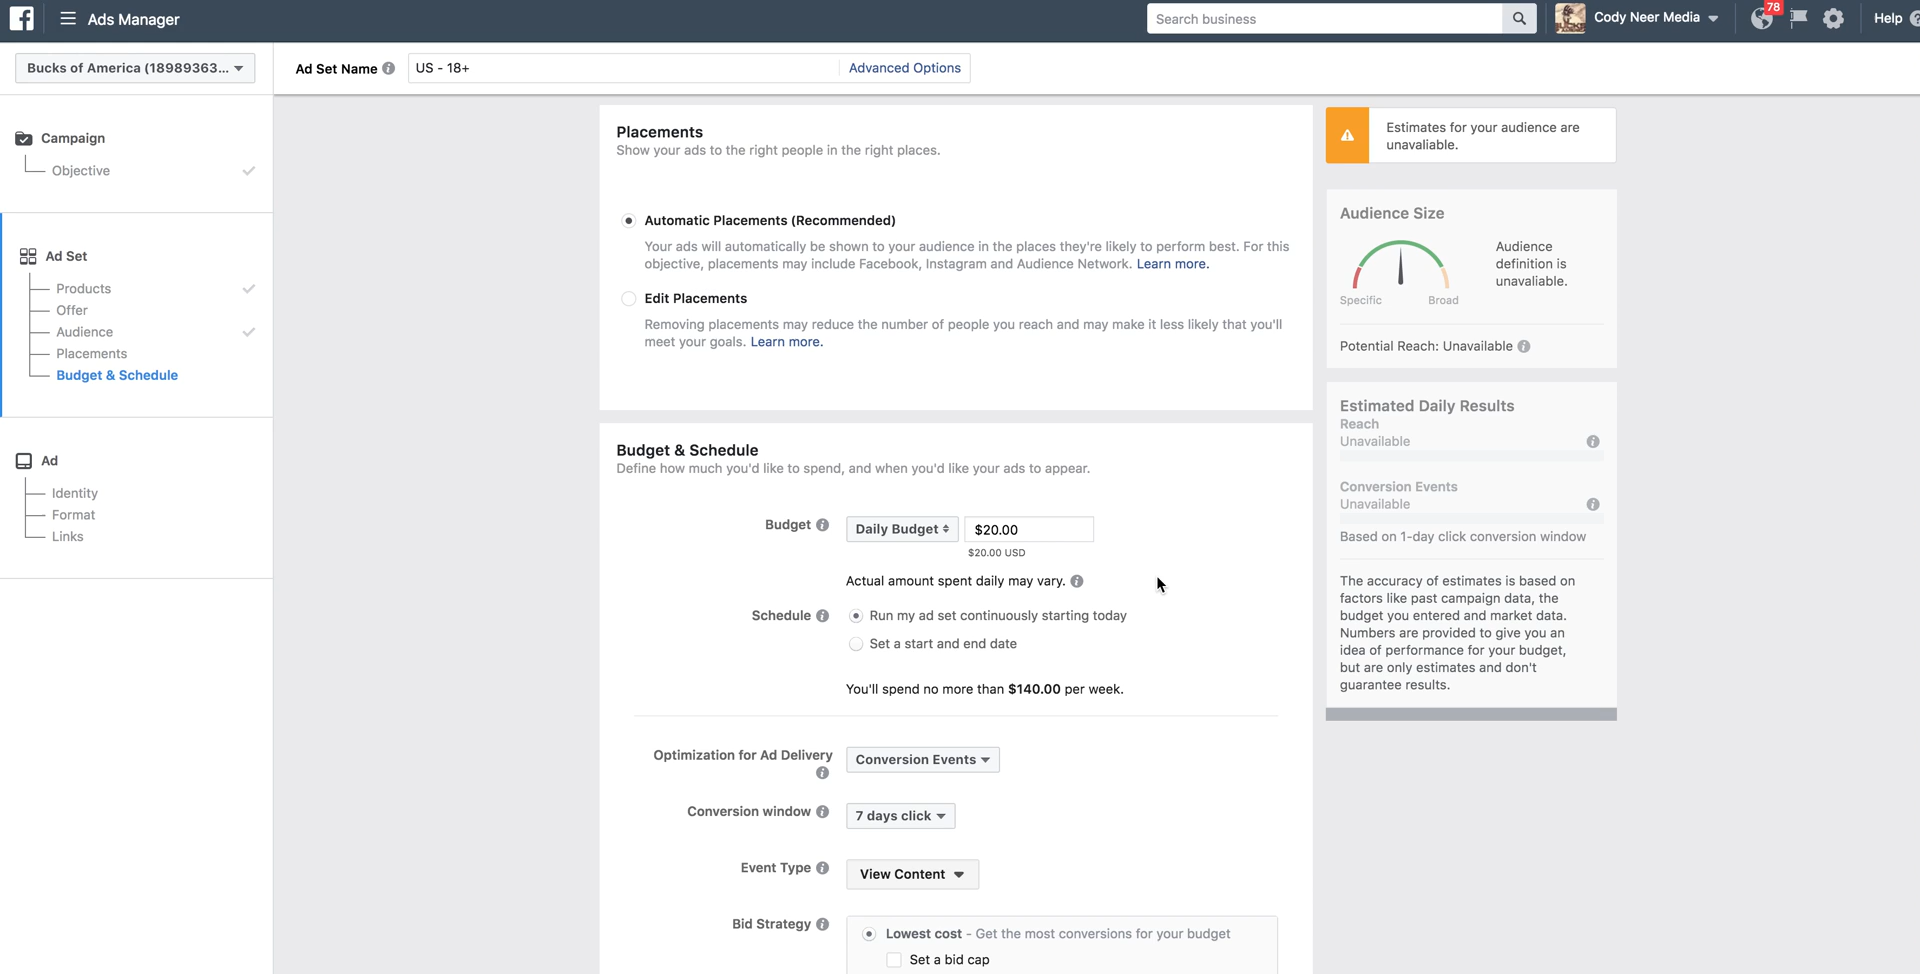 Ads Manager
Search business
Cody Neer Media
78
Help
Bucks of America (18989363...
Ad Set Name
US - 18+
Advanced Options
Campaign
Objective
Ad Set
Products
Offer
Audience
Placements
Budget & Schedule
Ad
Identity
Format
Links
Placements
Show your ads to the right people in the right places.
Automatic Placements (Recommended)
Your ads will automatically be shown to your audience in the places they're likely to perform best. For this
objective, placements may include Facebook, Instagram and Audience Network. Learn more.
Edit Placements
Removing placements may reduce the number of people you reach and may make it less likely that you'll
meet your goals. Learn more.
Budget & Schedule
Define how much you'd like to spend, and when you'd like your ads to appear.
Budget
Daily Budget
$20.00
$20.00 USD
Actual amount spent daily may vary.
Schedule
Run my ad set continuously starting today
Set a start and end date
You'll spend no more than $140.00 per week.
Optimization for Ad Delivery
Conversion Events
Conversion window
7 days click
Event Type
View Content
Bid Strategy
Lowest cost - Get the most conversions for your budget
Set a bid cap
Estimates for your audience are
unavaliable.
Audience Size
Specific
Broad
Audience
definition is
unavaliable.
Potential Reach: Unavailable
Estimated Daily Results
Reach
Unavailable
Conversion Events
Unavailable
Based on 1-day click conversion window
The accuracy of estimates is based on
factors like past campaign data, the
budget you entered and market data.
Numbers are provided to give you an
idea of performance for your budget,
but are only estimates and don't
guarantee results.